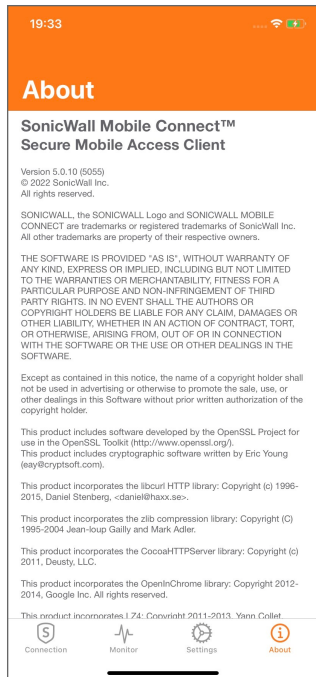 19:33
About
SonicWall Mobile Connect™
Secure Mobile Access Client
Version 5.0.10 (5055)
© 2022 SonicWall Inc.
All rights reserved.
SONICWALL, the SONICWALL Logo and SONICWALL MOBILE
CONNECT are trademarks or registered trademarks of SonicWall Inc.
All other trademarks are property of their respective owners.
THE SOFTWARE IS PROVIDED "AS IS", WITHOUT WARRANTY OF
ANY KIND, EXPRESS OR IMPLIED, INCLUDING BUT NOT LIMITED
TO THE WARRANTIES OR MERCHANTABILITY, FITNESS FOR A
PARTICULAR PURPOSE AND NON-INFRINGEMENT OF THIRD
PARTY RIGHTS. IN NO EVENT SHALL THE AUTHORS OR
COPYRIGHT HOLDERS BE LIABLE FOR ANY CLAIM, DAMAGES OR
OTHER LIABILITY, WHETHER IN AN ACTION OF CONTRACT, TORT,
OR OTHERWISE, ARISING FROM, OUT OF OR IN CONNECTION
WITH THE SOFTWARE OR THE USE OR OTHER DEALINGS IN THE
SOFTWARE.
Except as contained in this notice, the name of a copyright holder shall
not be used in advertising or otherwise to promote the sale, use, or
other dealings in this Software without prior written authorization of the
copyright holder.
This product includes software developed by the OpenSSL Project for
use in the OpenSSL Toolkit (http://www.openssl.org/).
This product includes cryptographic software written by Eric Young
(eay@cryptsoft.com).
This product incorporates the libcurl HTTP library: Copyright (c) 1996-
2015, Daniel Stenberg, <daniel@haxx.se>.
This product incorporates the zlib compression library: Copyright (C)
1995-2004 Jean-loup Gailly and Mark Adler.
This product incorporates the CocoaHTTPServer library: Copyright (c)
2011, Deusty, LLC.
This product incorporates the OpenInChrome library: Copyright 2012-
2014, Google Inc. All rights reserved.
This product incorporates LZ4: Copyright 2011-2013, Yann Collet.
Connection
Monitor
Settings
About